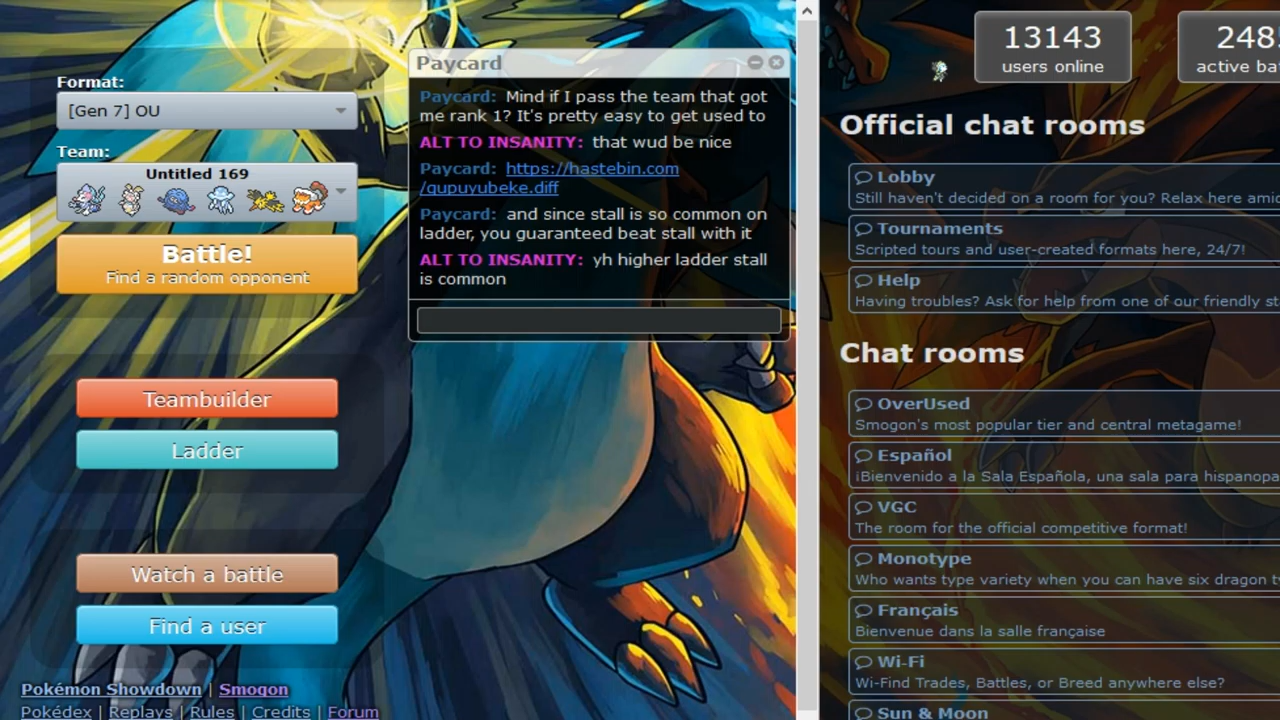 Format:
[Gen 7] OU
Team:
Untitled 169
Battle!
Find a random opponent
Teambuilder
Ladder
Watch a battle
Find a user
Pokémon Showdown | Smogon
Pokédex | Replays | Rules | Credits | Forum
Paycard
Paycard: Mind if I pass the team that got
me rank 1? It's pretty easy to get used to
ALT TO INSANITY: that wud be nice
Paycard: https://hastebin.com
/qupuyubeke.diff
Paycard: and since stall is so common on
ladder, you guaranteed beat stall with it
ALT TO INSANITY: yh higher ladder stall
is common
13143
users online
248
active bat
Official chat rooms
Lobby
Still haven't decided on a room for you? Relax here amic
Tournaments
Scripted tours and user-created formats here, 24/7!
Help
Having troubles? Ask for help from one of our friendly st
Chat rooms
OverUsed
Smogon's most popular tier and central metagame!
Español
¡Bienvenido a la Sala Española, una sala para hispanopa
VGC
The room for the official competitive format!
Monotype
Who wants type variety when you can have six dragon ty
Français
Bienvenue dans la salle française
Wi-Fi
Wi-Find Trades, Battles, or Breed anywhere else?
Sun & Moon